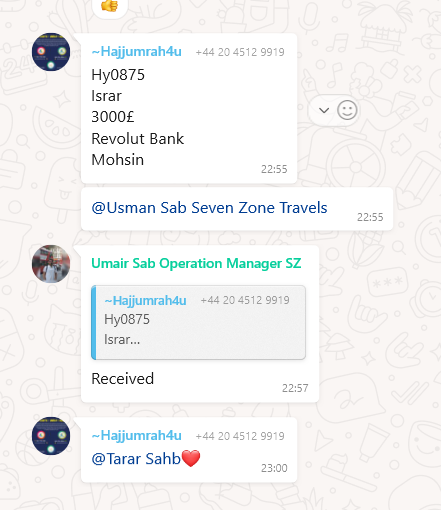 ~Hajjumrah4u +44 20 4512 9919
Hy0875
Israr
3000£
Revolut Bank
Mohsin
22:55
@Usman Sab Seven Zone Travels
22:55
Umair Sab Operation Manager SZ
~Hajjumrah4u +44 20 4512 9919
Hy0875
Israr...
Received
22:57
~Hajjumrah4u +44 20 4512 9919
@Tarar Sahb❤️
23:00